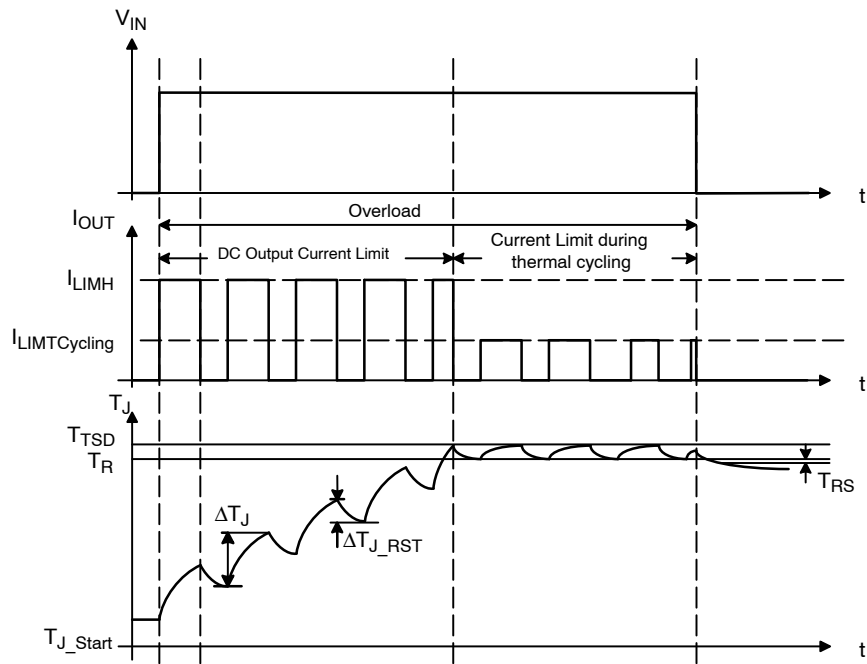 V_IN
t
I_OUT
Overload
DC Output Current Limit
Current Limit during
thermal cycling
I_LIMH
I_LIMTCycling
t
T_J
T_TSD
T_R
T_RS
ΔT_J
ΔT_J_RST
T_J_Start
t